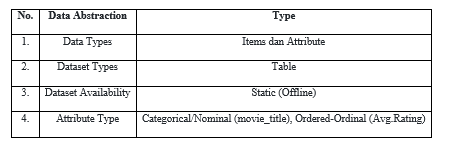 No. Data Abstraction Type
1. Data Types Items dan Attribute
2. Dataset Types Table
3. Dataset Availability Static (Offline)
4. Attribute Type Categorical/Nominal (movie_title), Ordered-Ordinal (Avg.Rating)